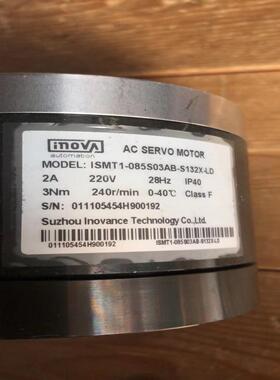 inova
automation
AC SERVO MOTOR
MODEL: ISMT1-085S03AB-S132X-LD
2A 220V 28Hz IP40
3Nm 240r/min 0-40℃ Class F
S/N: 011105454H900192
Suzhou Inovance Technology Co.,Ltd.
011105454H900192 ISMT1-085S03AB-S132X-LD